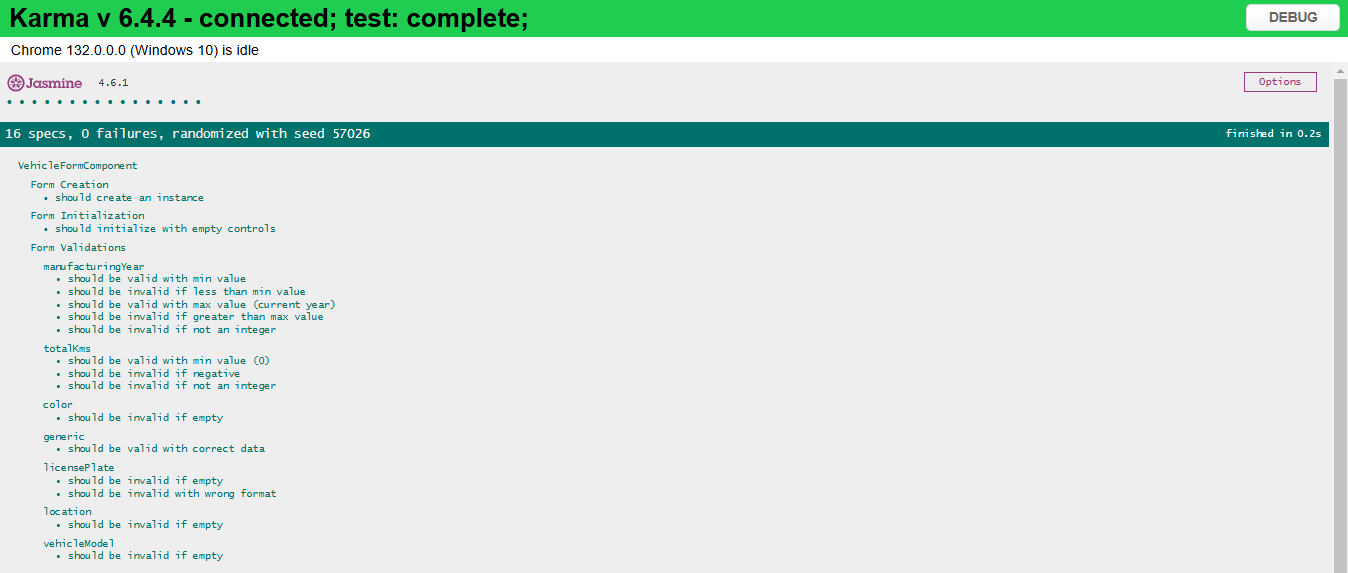 Karma v 6.4.4 - connected; test: complete;
DEBUG
Chrome 132.0.0.0 (Windows 10) is idle
Jasmine 4.6.1
Options
16 specs, 0 failures, randomized with seed 57026
finished in 0.2s
VehicleFormComponent
Form Creation
• should create an instance
Form Initialization
• should initialize with empty controls
Form Validations
manufacturingYear
• should be valid with min value
• should be invalid if less than min value
• should be valid with max value (current year)
• should be invalid if greater than max value
• should be invalid if not an integer
totalKms
• should be valid with min value (0)
• should be invalid if negative
• should be invalid if not an integer
color
• should be invalid if empty
generic
• should be valid with correct data
licensePlate
• should be invalid if empty
• should be invalid with wrong format
location
• should be invalid if empty
vehicleModel
• should be invalid if empty